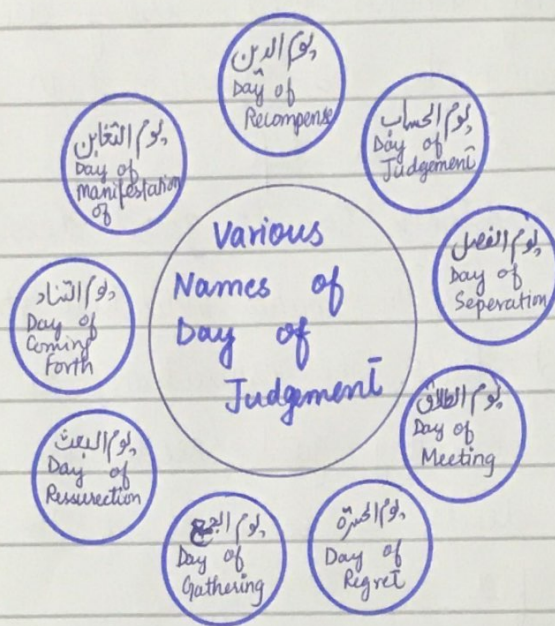 Various
Names of
Day of
Judgement
يوم الدين
Day of
Recompense
يوم الحساب
Day of
Judgement
يوم الفصل
Day of
Seperation
يوم الطلاق
Day of
Meeting
يوم الحسرة
Day of
Regret
يوم الجمع
Day of
Gathering
يوم البعث
Day of
Ressurection
يوم التناد
Day of
Coming
Forth
يوم التغابن
Day of
manifestation
of